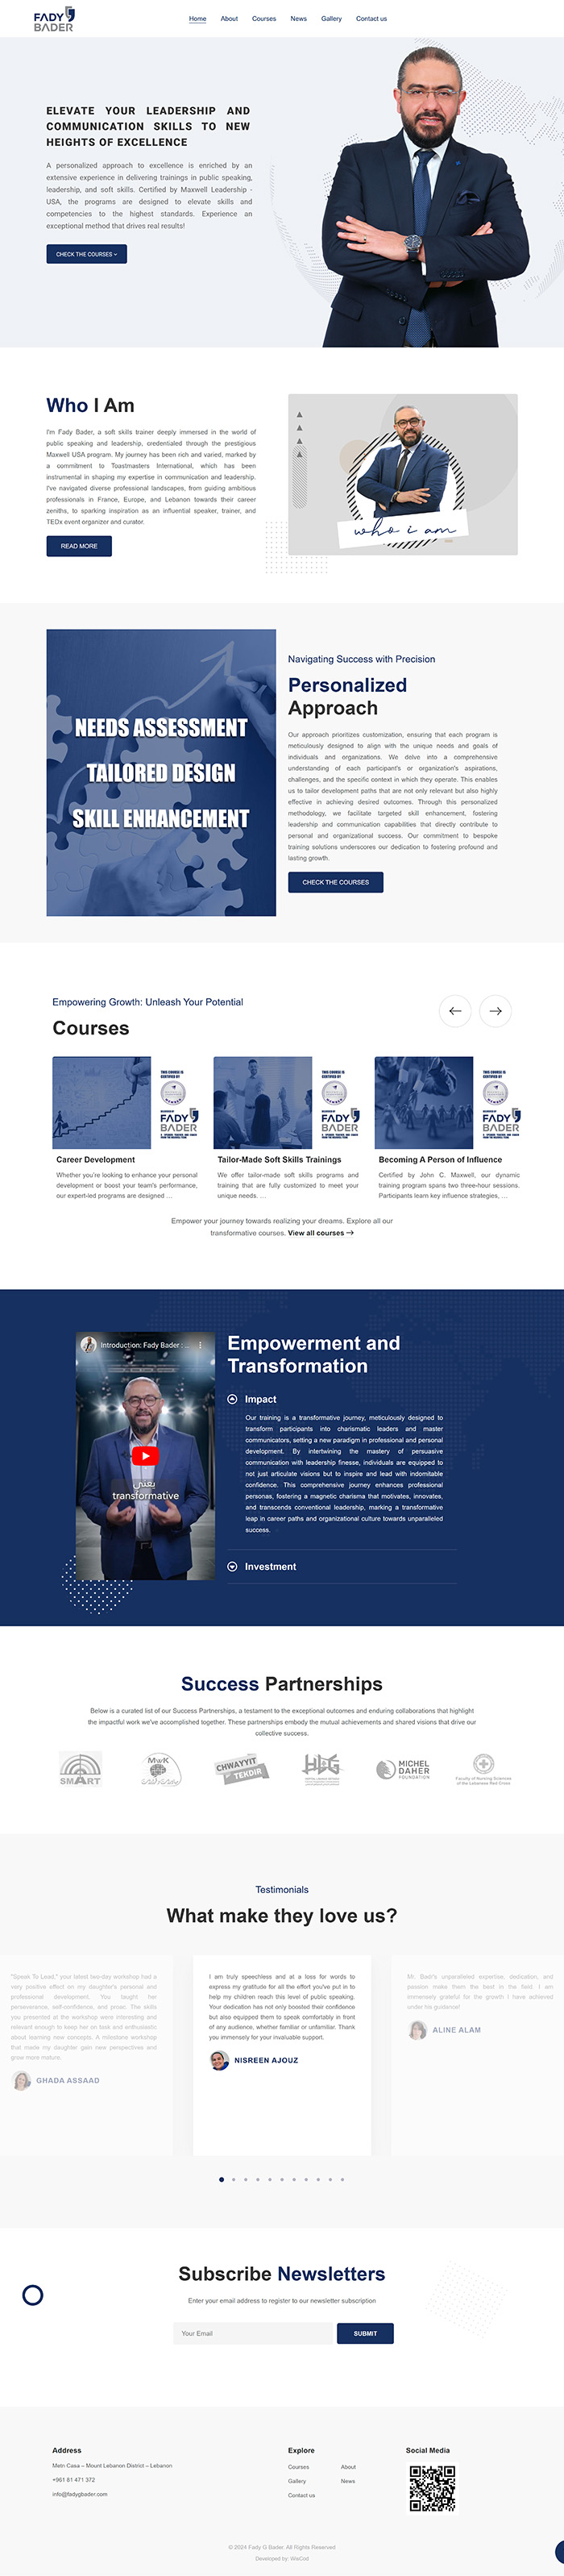 FADY
BADER
Home About Courses News Gallery Contact us
ELEVATE YOUR LEADERSHIP AND
COMMUNICATION SKILLS TO NEW
HEIGHTS OF EXCELLENCE
A personalized approach to excellence is enriched by an
extensive experience in delivering trainings in public speaking,
leadership, and soft skills. Certified by Maxwell Leadership -
USA, the programs are designed to elevate skills and
competencies to the highest standards. Experience an
exceptional method that drives real results!
CHECK THE COURSES
Who I Am
I'm Fady Bader, a soft skills trainer deeply immersed in the world of
public speaking and leadership, credentialed through the prestigious
Maxwell USA program. My journey has been rich and varied, marked by
a commitment to Toastmasters International, which has been
instrumental in shaping my expertise in communication and leadership.
I've navigated diverse professional landscapes, from guiding ambitious
professionals in France, Europe, and Lebanon towards their career
zeniths, to sparking inspiration as an influential speaker, trainer, and
TEDx event organizer and curator.
READ MORE
who i am
NEEDS ASSESSMENT
TAILORED DESIGN
SKILL ENHANCEMENT
Navigating Success with Precision
Personalized
Approach
Our approach prioritizes customization, ensuring that each program is
meticulously designed to align with the unique needs and goals of
individuals and organizations. We delve into a comprehensive
understanding of each participant's or organization's aspirations,
challenges, and the specific context in which they operate. This enables
us to tailor development paths that are not only relevant but also highly
effective in achieving desired outcomes. Through this personalized
methodology, we facilitate targeted skill enhancement, fostering
leadership and communication capabilities that directly contribute to
personal and organizational success. Our commitment to bespoke
training solutions underscores our dedication to fostering profound and
lasting growth.
CHECK THE COURSES
Empowering Growth: Unleash Your Potential
Courses
THIS COURSE IS
CERTIFIED BY
FADY
BADER
THIS COURSE IS
CERTIFIED BY
FADY
BADER
THIS COURSE IS
CERTIFIED BY
FADY
BADER
Career Development
Whether you're looking to enhance your personal
development or boost your team's performance,
our expert-led programs are designed ...
Tailor-Made Soft Skills Trainings
We offer tailor-made soft skills programs and
training that are fully customized to meet your
unique needs. ...
Becoming A Person of Influence
Certified by John C. Maxwell, our dynamic
training program spans two three-hour sessions.
Participants learn key influence strategies, ...
Empower your journey towards realizing your dreams. Explore all our
transformative courses. View all courses
Introduction: Fady Bader : ...
يعني
transformative
Empowerment and
Transformation
Impact
Our training is a transformative journey, meticulously designed to
transform participants into charismatic leaders and master
communicators, setting a new paradigm in professional and personal
development. By intertwining the mastery of persuasive
communication with leadership finesse, individuals are equipped to
not just articulate visions but to inspire and lead with indomitable
confidence. This comprehensive journey enhances professional
personas, fostering a magnetic charisma that motivates, innovates,
and transcends conventional leadership, marking a transformative
leap in career paths and organizational culture towards unparalleled
success.
Investment
Success Partnerships
Below is a curated list of our Success Partnerships, a testament to the exceptional outcomes and enduring collaborations that highlight
the impactful work we've accomplished together. These partnerships embody the mutual achievements and shared visions that drive our
collective success.
SMART
MwK
CHWAYYIT
TEKDIR
MICHEL
DAHER
FOUNDATION
Faculty of Nursing Sciences
of the Lebanese Red Cross
Testimonials
What make they love us?
"Speak To Lead," your latest two-day workshop had a
very positive effect on my daughter's personal and
professional development. You taught her
perseverance, self-confidence, and poise. The skills
you presented at the workshop were interesting and
relevant enough to keep her on task and enthusiastic
about learning new concepts. A milestone workshop
that made my daughter gain new perspectives and
grow more mature.
GHADA ASSAAD
I am truly speechless and at a loss for words to
express my gratitude for all the effort you've put in to
help my children reach this level of public speaking.
Your dedication has not only boosted their confidence
but also equipped them to speak comfortably in front
of any audience, whether familiar or unfamiliar. Thank
you immensely for your invaluable support.
NISREEN AJOUZ
Mr. Badr's unparalleled expertise, dedication, and
passion make them the best in the field. I am
immensely grateful for the growth I have achieved
under his guidance!
ALINE ALAM
Subscribe Newsletters
Enter your email address to register to our newsletter subscription
Your Email
SUBMIT
Address
Metn Casa – Mount Lebanon District – Lebanon
+961 81 471 372
info@fadygbader.com
Explore
Courses About
Gallery News
Contact us
Social Media
© 2024 Fady G Bader. All Rights Reserved
Developed by: WeCod